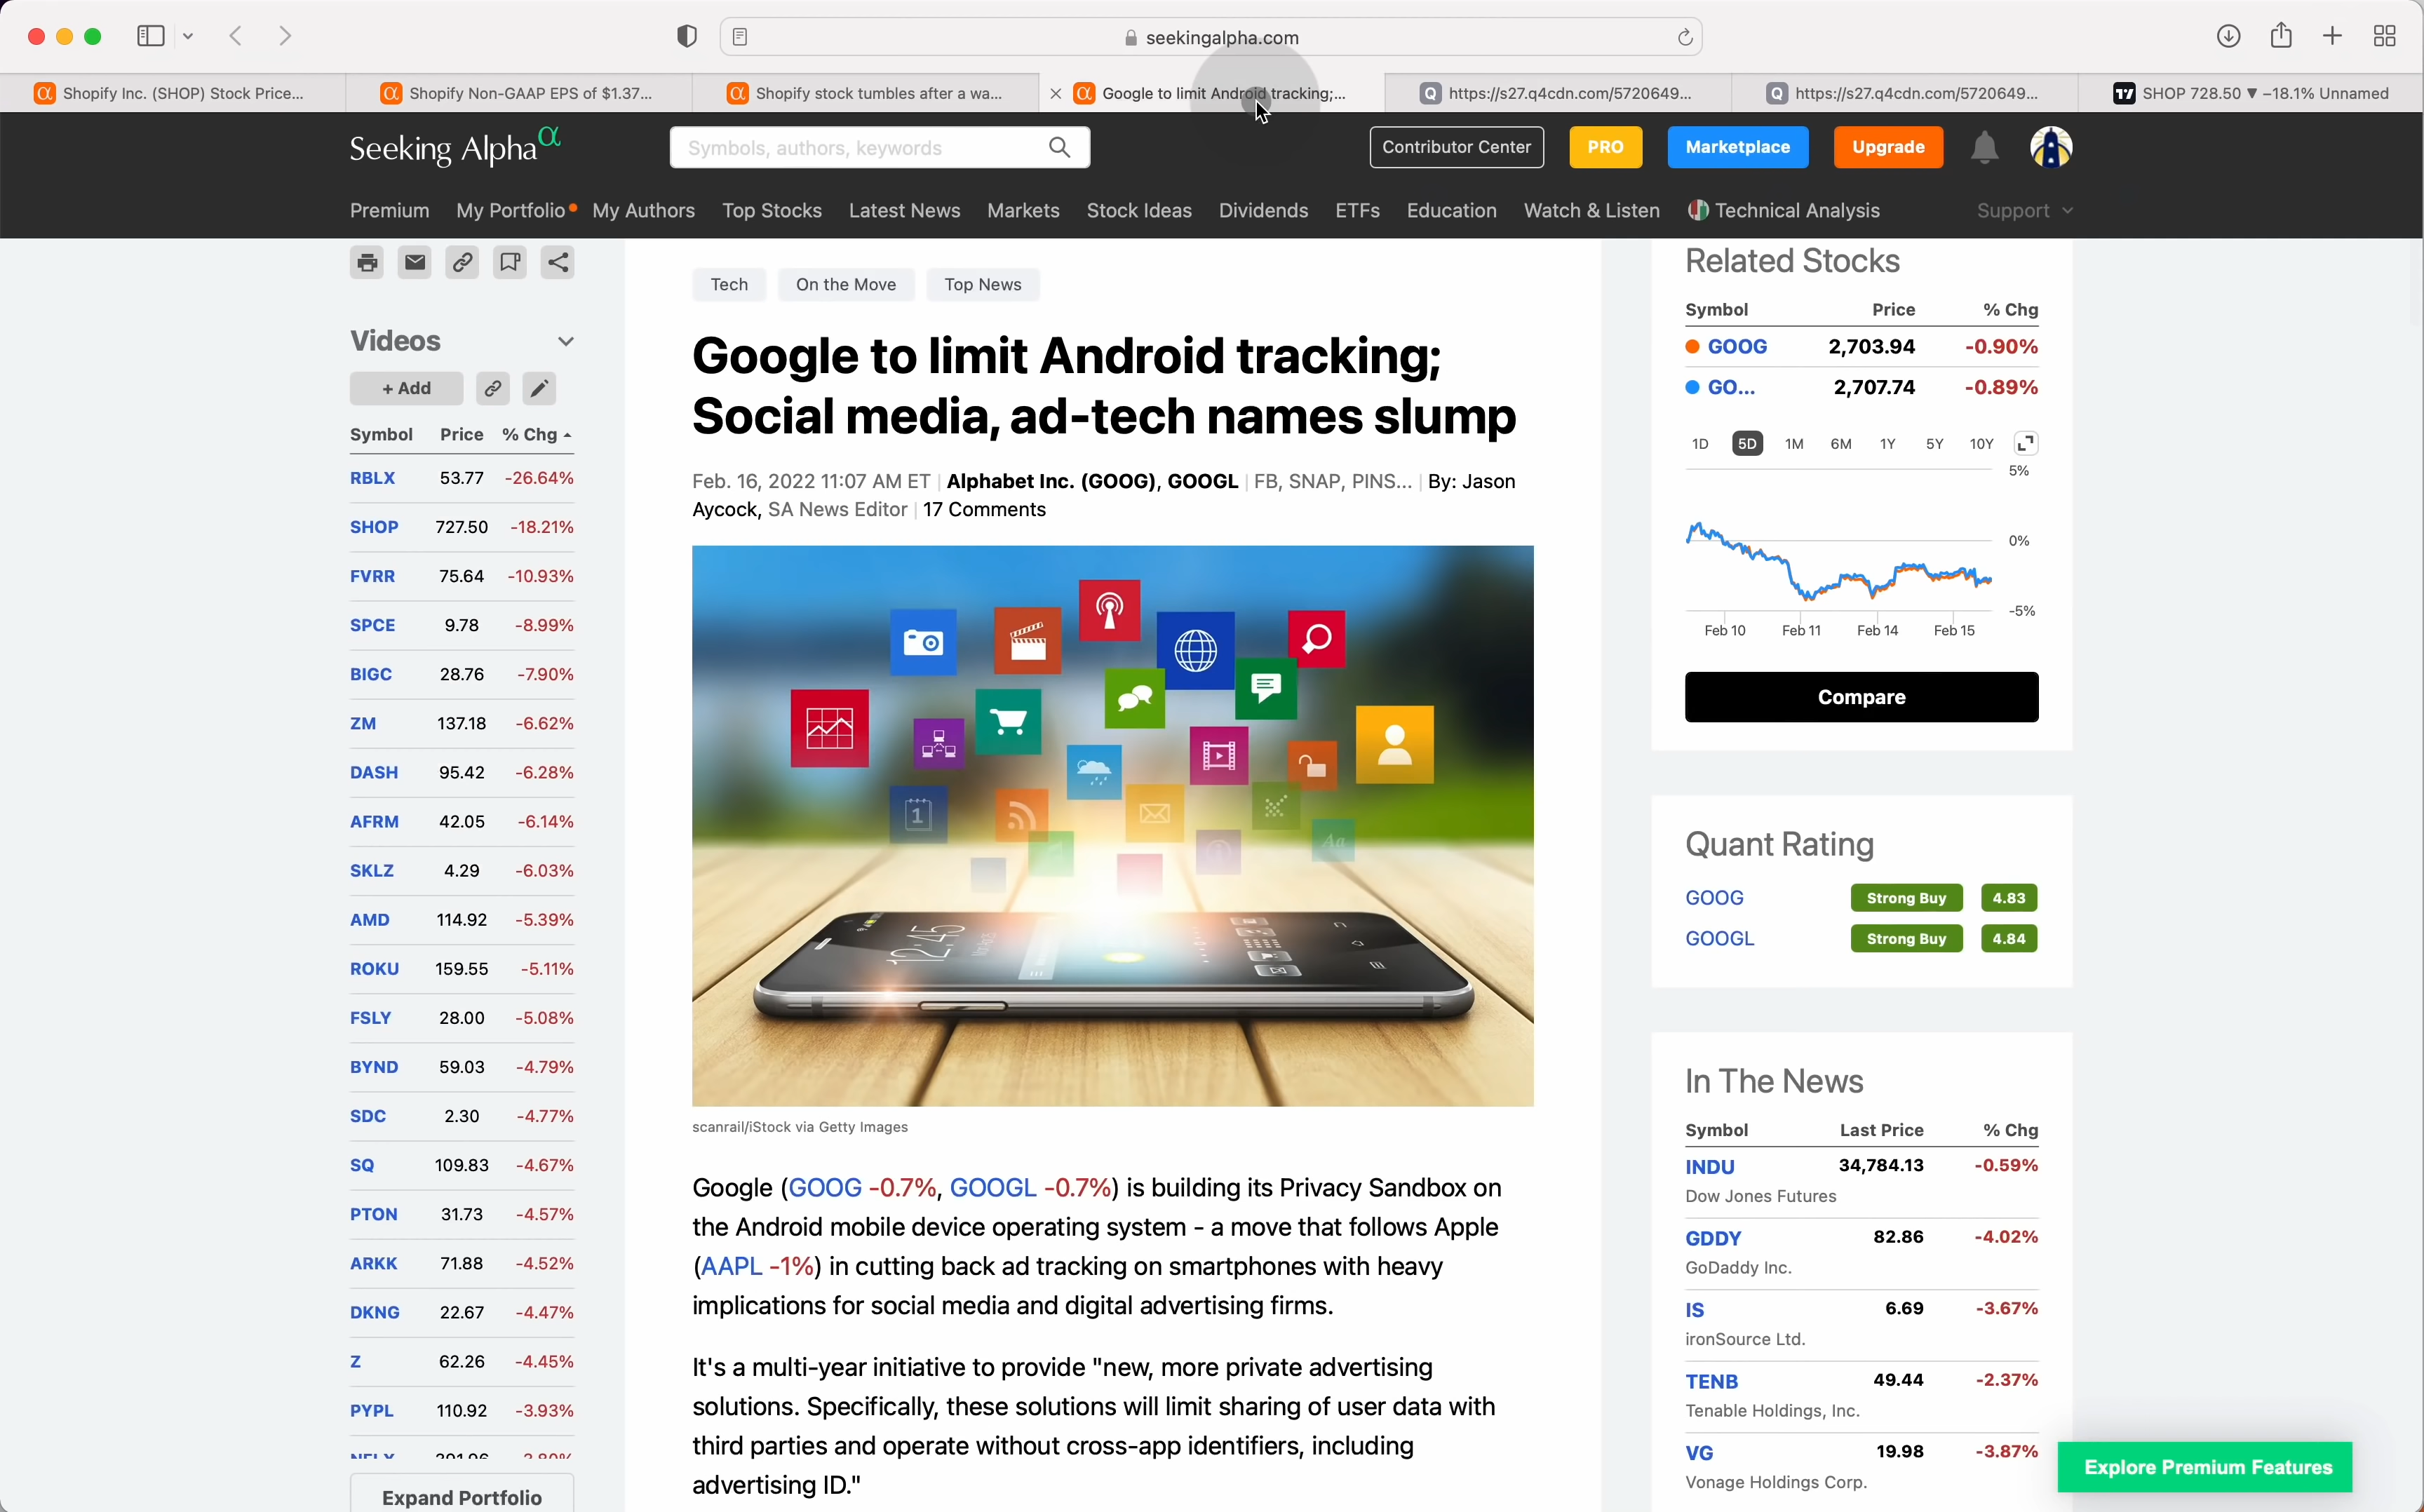 seekingalpha.com
Shopify Inc. (SHOP) Stock Price...
Shopify Non-GAAP EPS of $1.37...
Shopify stock tumbles after a wa...
Google to limit Android tracking;...
https://s27.q4cdn.com/5720649...
https://s27.q4cdn.com/5720649...
SHOP 728.50 ▼ −18.1% Unnamed
Seeking Alpha α
Symbols, authors, keywords
Contributor Center
PRO
Marketplace
Upgrade
Premium
My Portfolio
My Authors
Top Stocks
Latest News
Markets
Stock Ideas
Dividends
ETFs
Education
Watch & Listen
Technical Analysis
Support
Videos
+ Add
Symbol Price % Chg
RBLX 53.77 -26.64%
SHOP 727.50 -18.21%
FVRR 75.64 -10.93%
SPCE 9.78 -8.99%
BIGC 28.76 -7.90%
ZM 137.18 -6.62%
DASH 95.42 -6.28%
AFRM 42.05 -6.14%
SKLZ 4.29 -6.03%
AMD 114.92 -5.39%
ROKU 159.55 -5.11%
FSLY 28.00 -5.08%
BYND 59.03 -4.79%
SDC 2.30 -4.77%
SQ 109.83 -4.67%
PTON 31.73 -4.57%
ARKK 71.88 -4.52%
DKNG 22.67 -4.47%
Z 62.26 -4.45%
PYPL 110.92 -3.93%
Expand Portfolio
Tech
On the Move
Top News
Google to limit Android tracking;
Social media, ad-tech names slump
Feb. 16, 2022 11:07 AM ET | Alphabet Inc. (GOOG), GOOGL | FB, SNAP, PINS... | By: Jason
Aycock, SA News Editor | 17 Comments
1
Aa
12:45
scanrail/iStock via Getty Images
Google (GOOG -0.7%, GOOGL -0.7%) is building its Privacy Sandbox on
the Android mobile device operating system - a move that follows Apple
(AAPL -1%) in cutting back ad tracking on smartphones with heavy
implications for social media and digital advertising firms.
It's a multi-year initiative to provide "new, more private advertising
solutions. Specifically, these solutions will limit sharing of user data with
third parties and operate without cross-app identifiers, including
advertising ID."
Related Stocks
Symbol Price % Chg
GOOG 2,703.94 -0.90%
GO... 2,707.74 -0.89%
1D 5D 1M 6M 1Y 5Y 10Y
5%
0%
-5%
Feb 10 Feb 11 Feb 14 Feb 15
Compare
Quant Rating
GOOG Strong Buy 4.83
GOOGL Strong Buy 4.84
In The News
Symbol Last Price % Chg
INDU 34,784.13 -0.59%
Dow Jones Futures
GDDY 82.86 -4.02%
GoDaddy Inc.
IS 6.69 -3.67%
ironSource Ltd.
TENB 49.44 -2.37%
Tenable Holdings, Inc.
VG 19.98 -3.87%
Vonage Holdings Corp.
Explore Premium Features